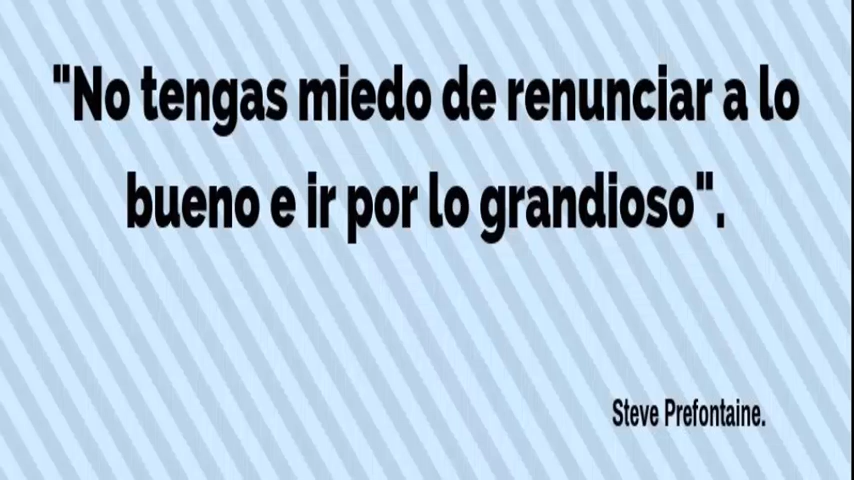 "No tengas miedo de renunciar a lo
bueno e ir por lo grandioso".
Steve Prefontaine.